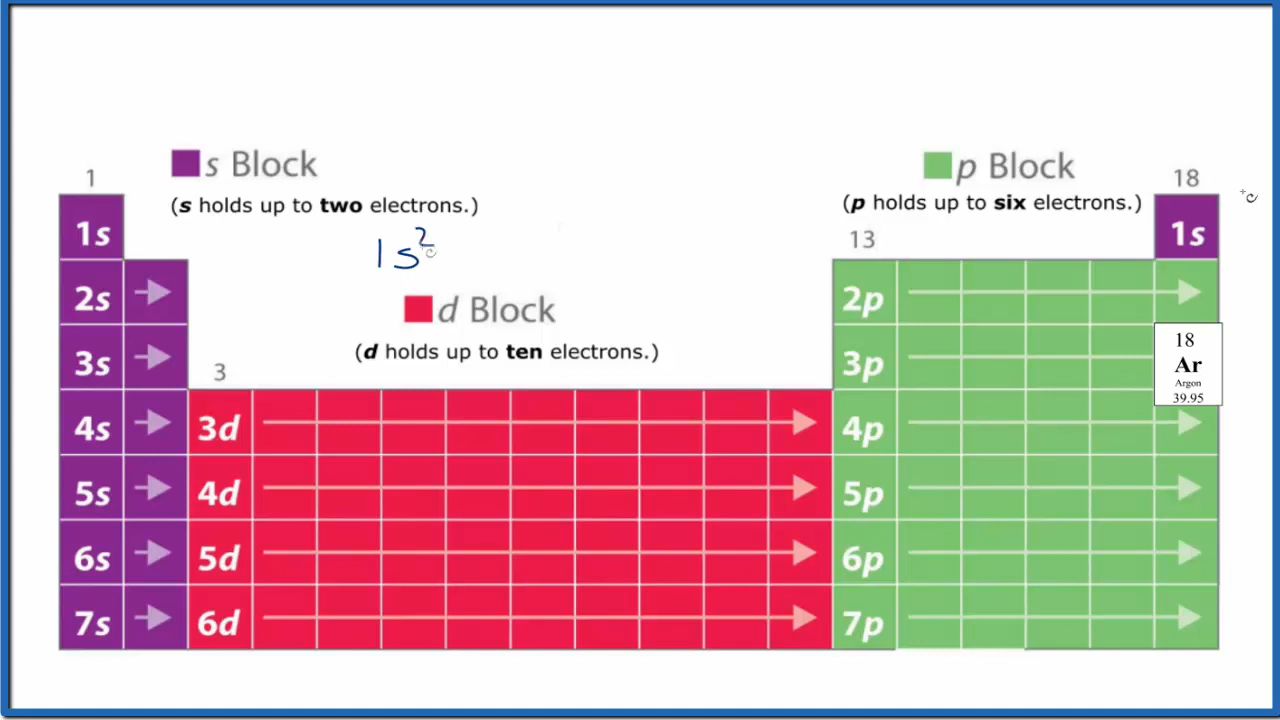 1
s Block
(s holds up to two electrons.)
p Block
(p holds up to six electrons.)
18
13
1s
1s
1s²
2s
2p
d Block
(d holds up to ten electrons.)
3
3s
3p
18
Ar
Argon
39.95
4s
3d
4p
5s
4d
5p
6s
5d
6p
7s
6d
7p